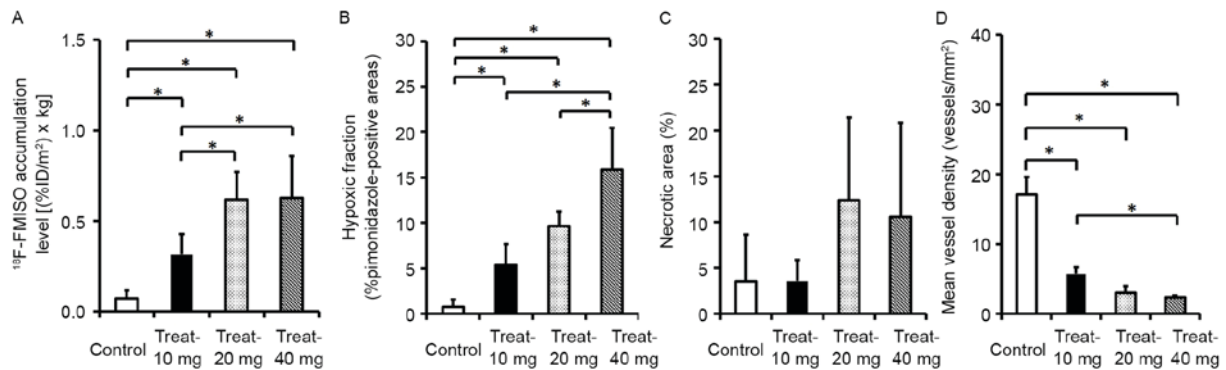 A
¹⁸F-FMISO accumulation
level [(%ID/m²) x kg]
1.5
1.0
0.5
0.0
*
*
*
*
*
Control
Treat-
10 mg
Treat-
20 mg
Treat-
40 mg
B
Hypoxic fraction
(%pimonidazole-positive areas)
30
25
20
15
10
5
0
*
*
*
*
*
Control
Treat-
10 mg
Treat-
20 mg
Treat-
40 mg
C
Necrotic area (%)
30
25
20
15
10
5
0
Control
Treat-
10 mg
Treat-
20 mg
Treat-
40 mg
D
Mean vessel density (vessels/mm²)
40
30
20
10
0
*
*
*
*
Control
Treat-
10 mg
Treat-
20 mg
Treat-
40 mg